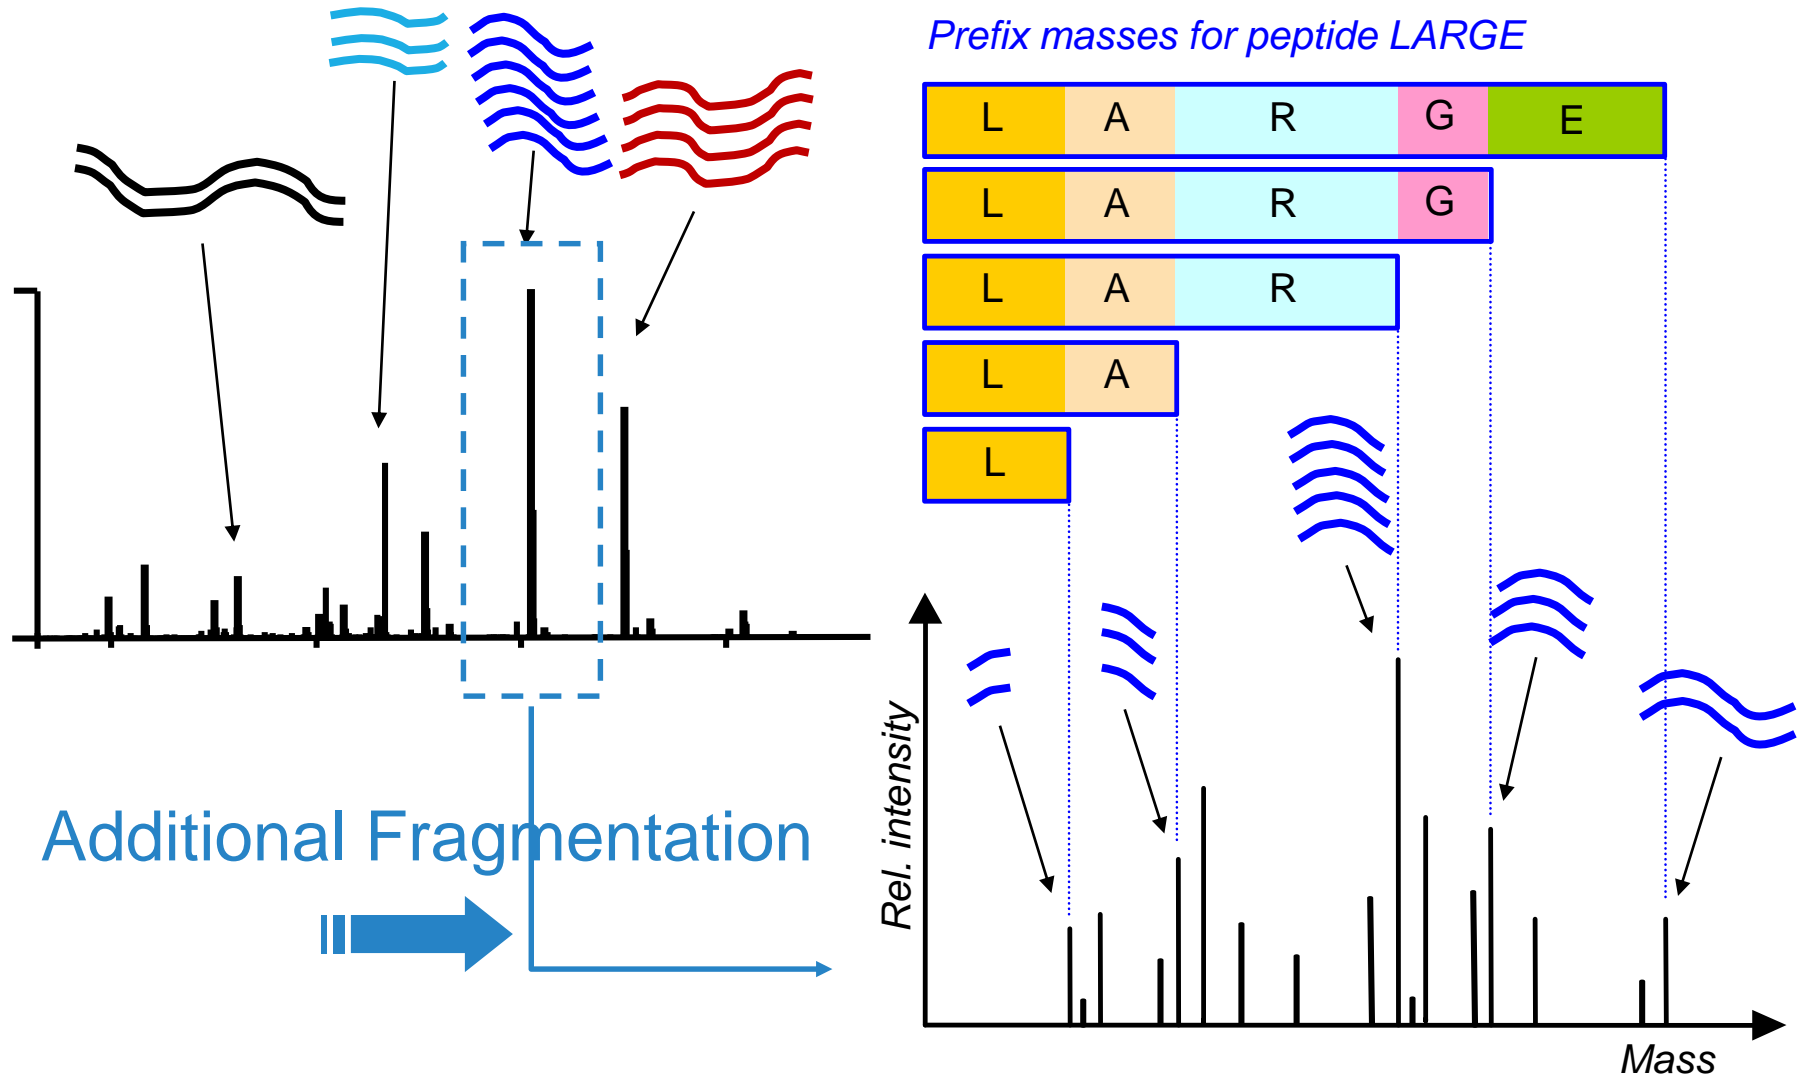 Prefix masses for peptide LARGE
L A R G E
L A R G
L A R
L A
L
Additional Fragmentation
Rel. intensity
Mass